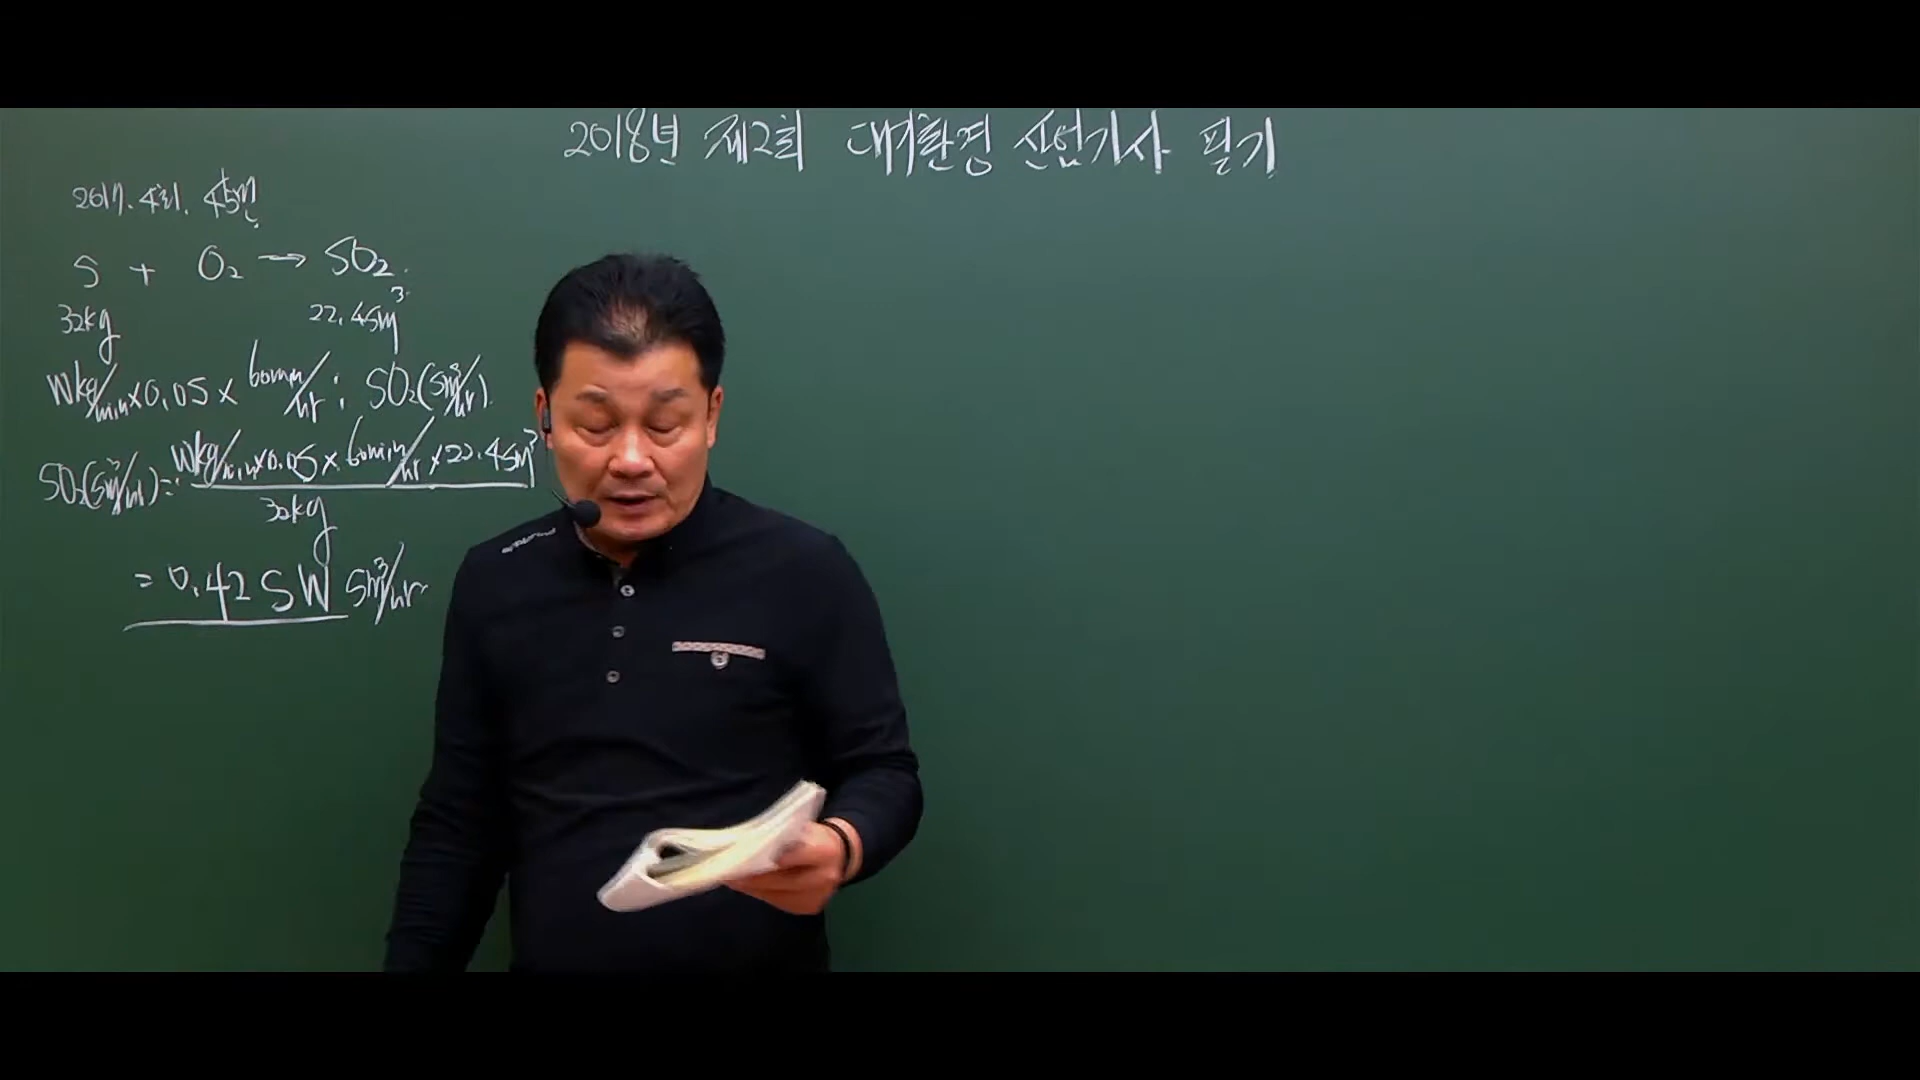 2018년 제2회 대기환경 산업기사 필기
2017. 4회. 45번
S + O₂ → SO₂.
32kg 22.4Sm³
Wkg/min×0.05× 60min/hr : SO₂(Sm³/hr).
SO₂(Sm³/hr)= Wkg/min×0.05×60min/hr×22.4Sm³
32kg
= 0.42 SW Sm³/hr